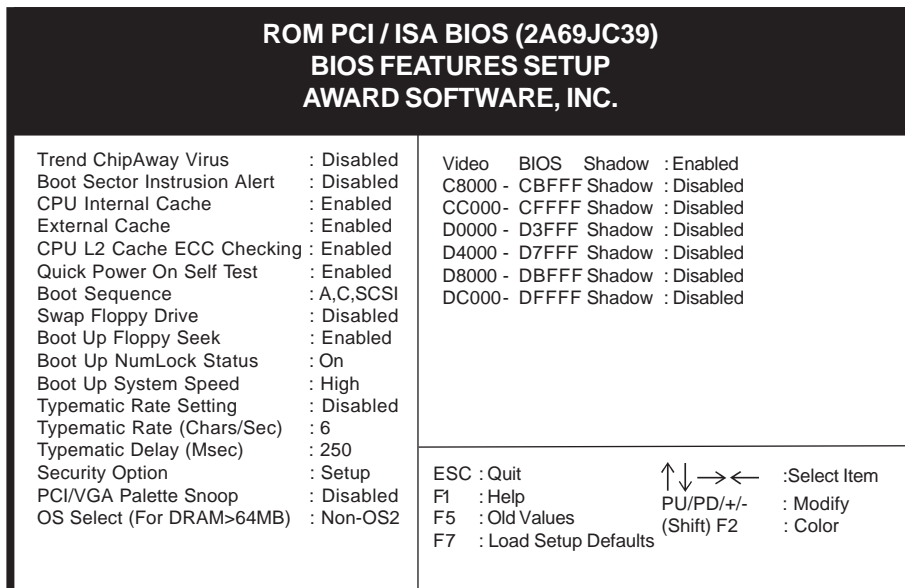 ROM PCI / ISA BIOS (2A69JC39)
BIOS FEATURES SETUP
AWARD SOFTWARE, INC.
Trend ChipAway Virus : Disabled
Boot Sector Instrusion Alert : Disabled
CPU Internal Cache : Enabled
External Cache : Enabled
CPU L2 Cache ECC Checking : Enabled
Quick Power On Self Test : Enabled
Boot Sequence : A,C,SCSI
Swap Floppy Drive : Disabled
Boot Up Floppy Seek : Enabled
Boot Up NumLock Status : On
Boot Up System Speed : High
Typematic Rate Setting : Disabled
Typematic Rate (Chars/Sec) : 6
Typematic Delay (Msec) : 250
Security Option : Setup
PCI/VGA Palette Snoop : Disabled
OS Select (For DRAM>64MB) : Non-OS2
Video BIOS Shadow : Enabled
C8000 - CBFFF Shadow : Disabled
CC000- CFFFF Shadow : Disabled
D0000 - D3FFF Shadow : Disabled
D4000 - D7FFF Shadow : Disabled
D8000 - DBFFF Shadow : Disabled
DC000- DFFFF Shadow : Disabled
ESC : Quit ↑↓→← :Select Item
F1 : Help PU/PD/+/- : Modify
F5 : Old Values (Shift) F2 : Color
F7 : Load Setup Defaults